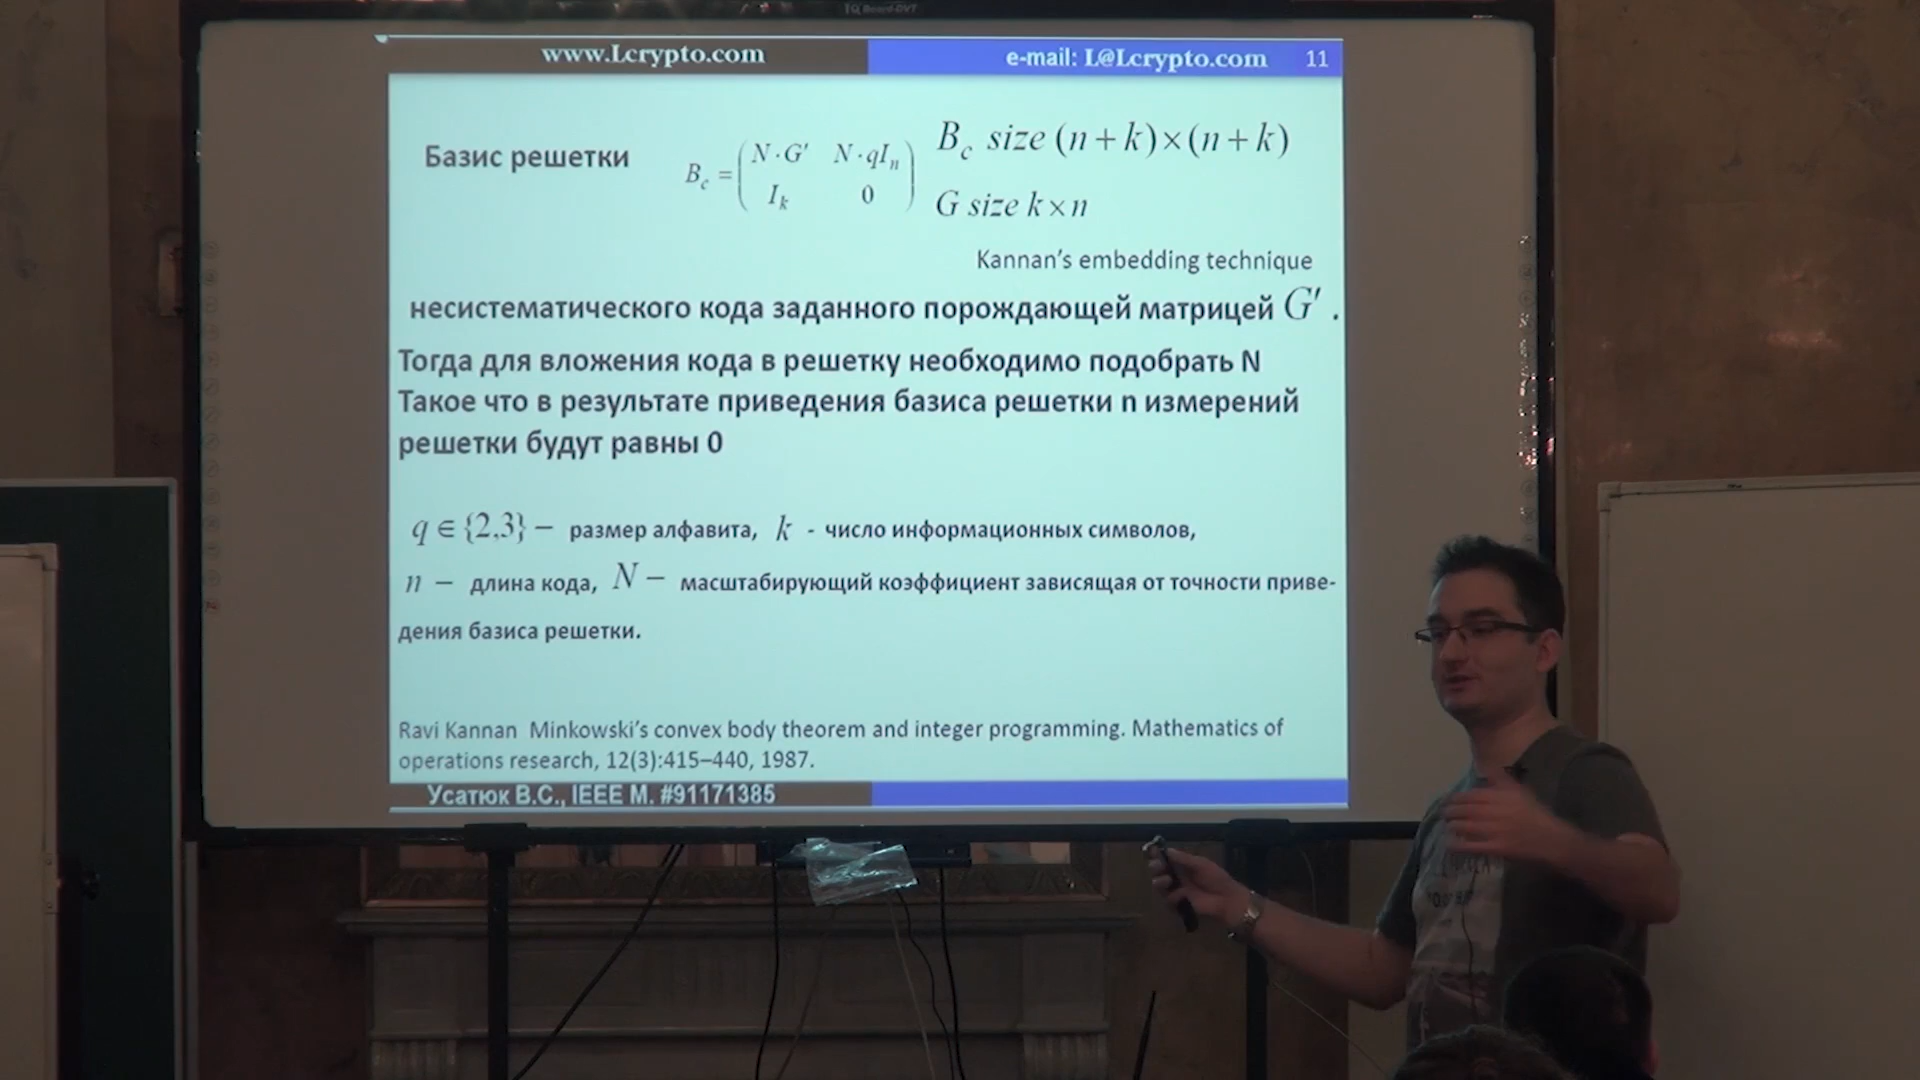 IQ Board-DVT
www.Lcrypto.com e-mail: L@Lcrypto.com 11
Базис решетки B_c = ( N·G′ N·qI_n ; I_k 0 ) B_c size (n+k)×(n+k)
G size k×n
Kannan's embedding technique
несистематического кода заданного порождающей матрицей G′ .
Тогда для вложения кода в решетку необходимо подобрать N
Такое что в результате приведения базиса решетки n измерений
решетки будут равны 0
q ∈ {2,3} – размер алфавита, k - число информационных символов,
n – длина кода, N – масштабирующий коэффициент зависящая от точности приве-
дения базиса решетки.
Ravi Kannan Minkowski's convex body theorem and integer programming. Mathematics of
operations research, 12(3):415–440, 1987.
Усатюк В.С., IEEE M. #91171385